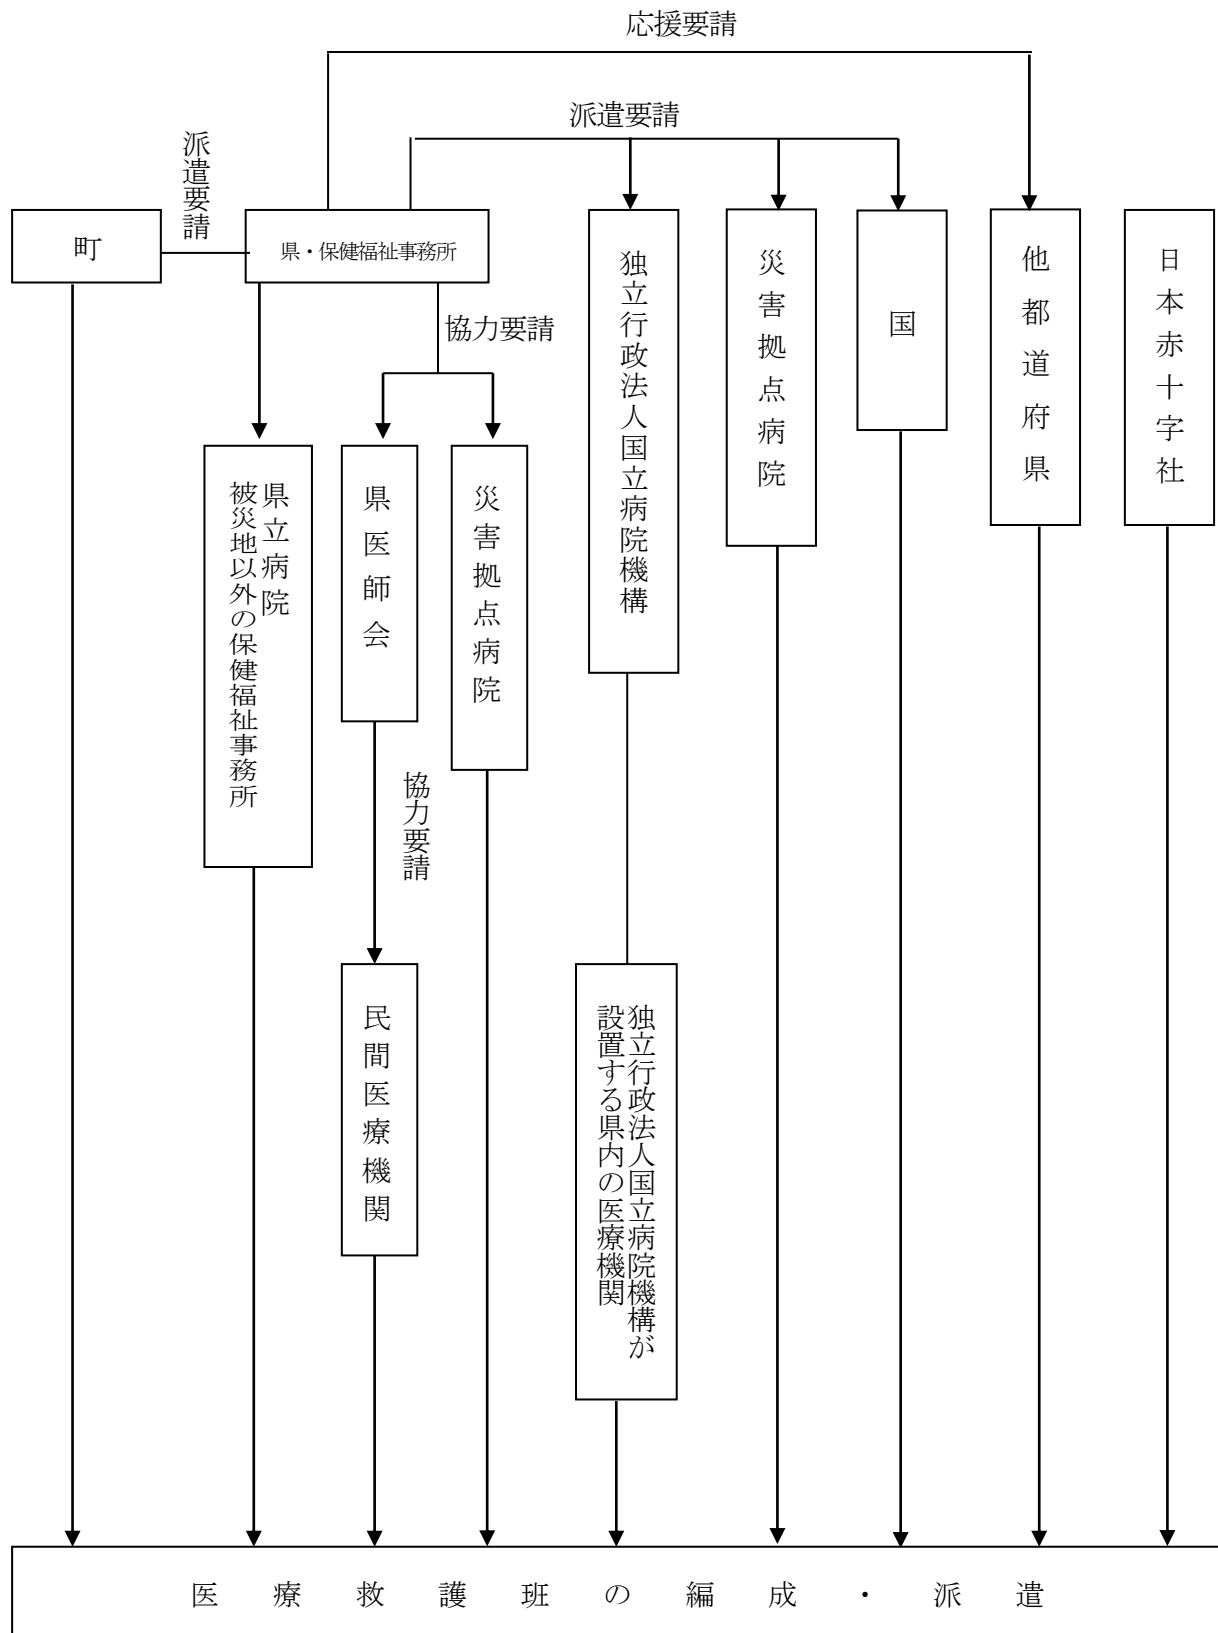 応援要請
派遣要請
派遣要請
町
県・保健福祉事務所
協力要請
独立行政法人国立病院機構
災害拠点病院
国
他都道府県
日本赤十字社
県立病院
被災地以外の保健福祉事務所
県医師会
災害拠点病院
協力要請
民間医療機関
独立行政法人国立病院機構が
設置する県内の医療機関
医療救護班の編成・派遣